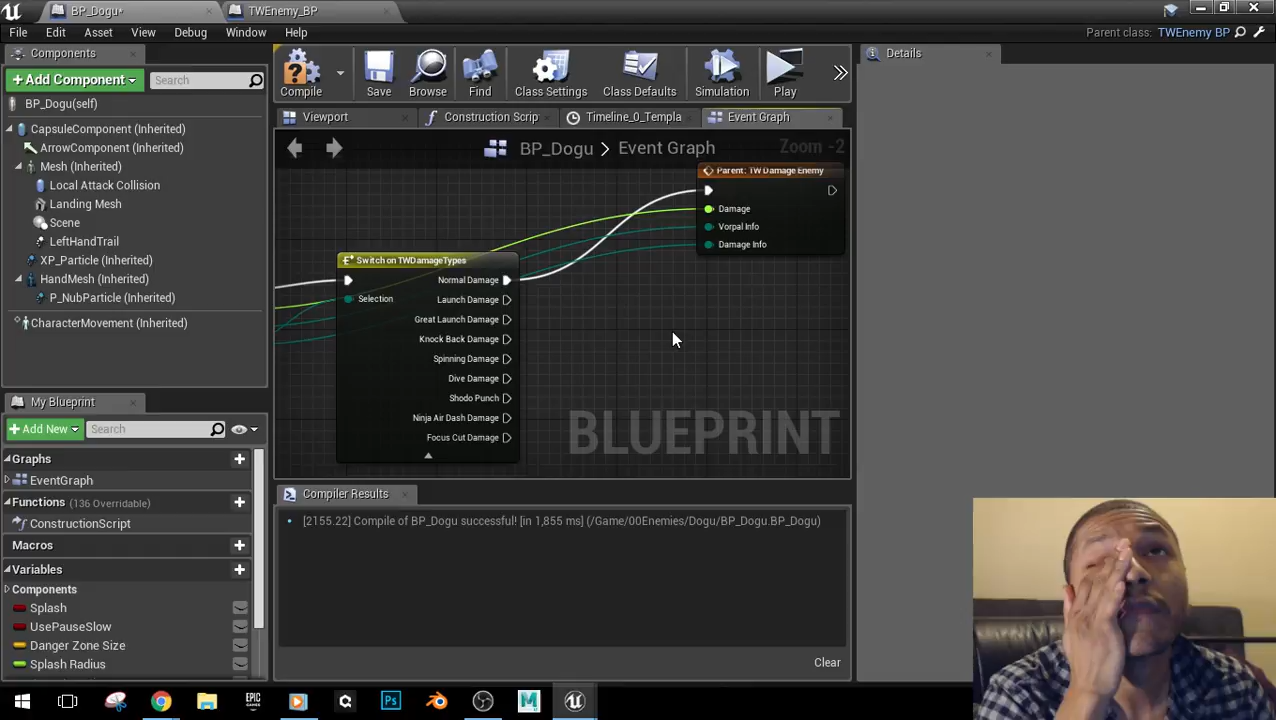 BP_Dogu*
TWEnemy_BP
File
Edit
Asset
View
Debug
Window
Help
Parent class: TWEnemy BP
Components
+Add Component
Search
BP_Dogu(self)
CapsuleComponent (Inherited)
ArrowComponent (Inherited)
Mesh (Inherited)
Local Attack Collision
Landing Mesh
Scene
LeftHandTrail
XP_Particle (Inherited)
HandMesh (Inherited)
P_NubParticle (Inherited)
CharacterMovement (Inherited)
Compile
Save
Browse
Find
Class Settings
Class Defaults
Simulation
Play
Viewport
Construction Scrip
Timeline_0_Templa
Event Graph
BP_Dogu > Event Graph
Zoom -2
Parent: TW Damage Enemy
Damage
Vorpal Info
Damage Info
Switch on TWDamageTypes
Selection
Normal Damage
Launch Damage
Great Launch Damage
Knock Back Damage
Spinning Damage
Dive Damage
Shodo Punch
Ninja Air Dash Damage
Focus Cut Damage
BLUEPRINT
Details
My Blueprint
+Add New
Search
Graphs
EventGraph
Functions (136 Overridable)
ConstructionScript
Macros
Variables
Components
Splash
UsePauseSlow
Danger Zone Size
Splash Radius
Compiler Results
[2155.22] Compile of BP_Dogu successful! [in 1,855 ms] (/Game/00Enemies/Dogu/BP_Dogu.BP_Dogu)
Clear
EPIC
GAMES
Ps
M